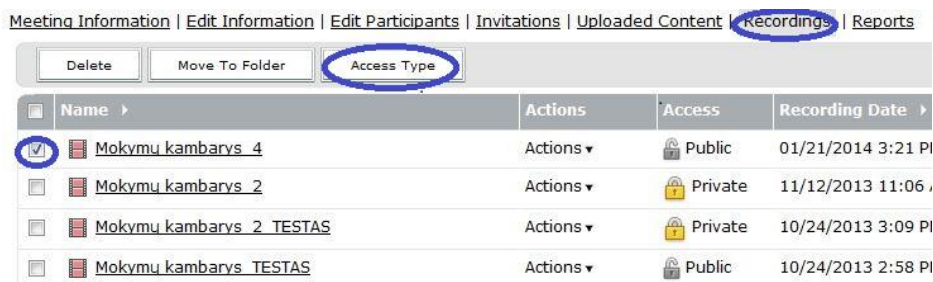 Meeting Information | Edit Information | Edit Participants | Invitations | Uploaded Content | Recordings | Reports
Delete Move To Folder Access Type
Name Actions Access Recording Date
Mokymų kambarys_4 Actions Public 01/21/2014 3:21 P
Mokymų kambarys_2 Actions Private 11/12/2013 11:06
Mokymų kambarys_2_TESTAS Actions Private 10/24/2013 3:09 P
Mokymų kambarys_TESTAS Actions Public 10/24/2013 2:58 P